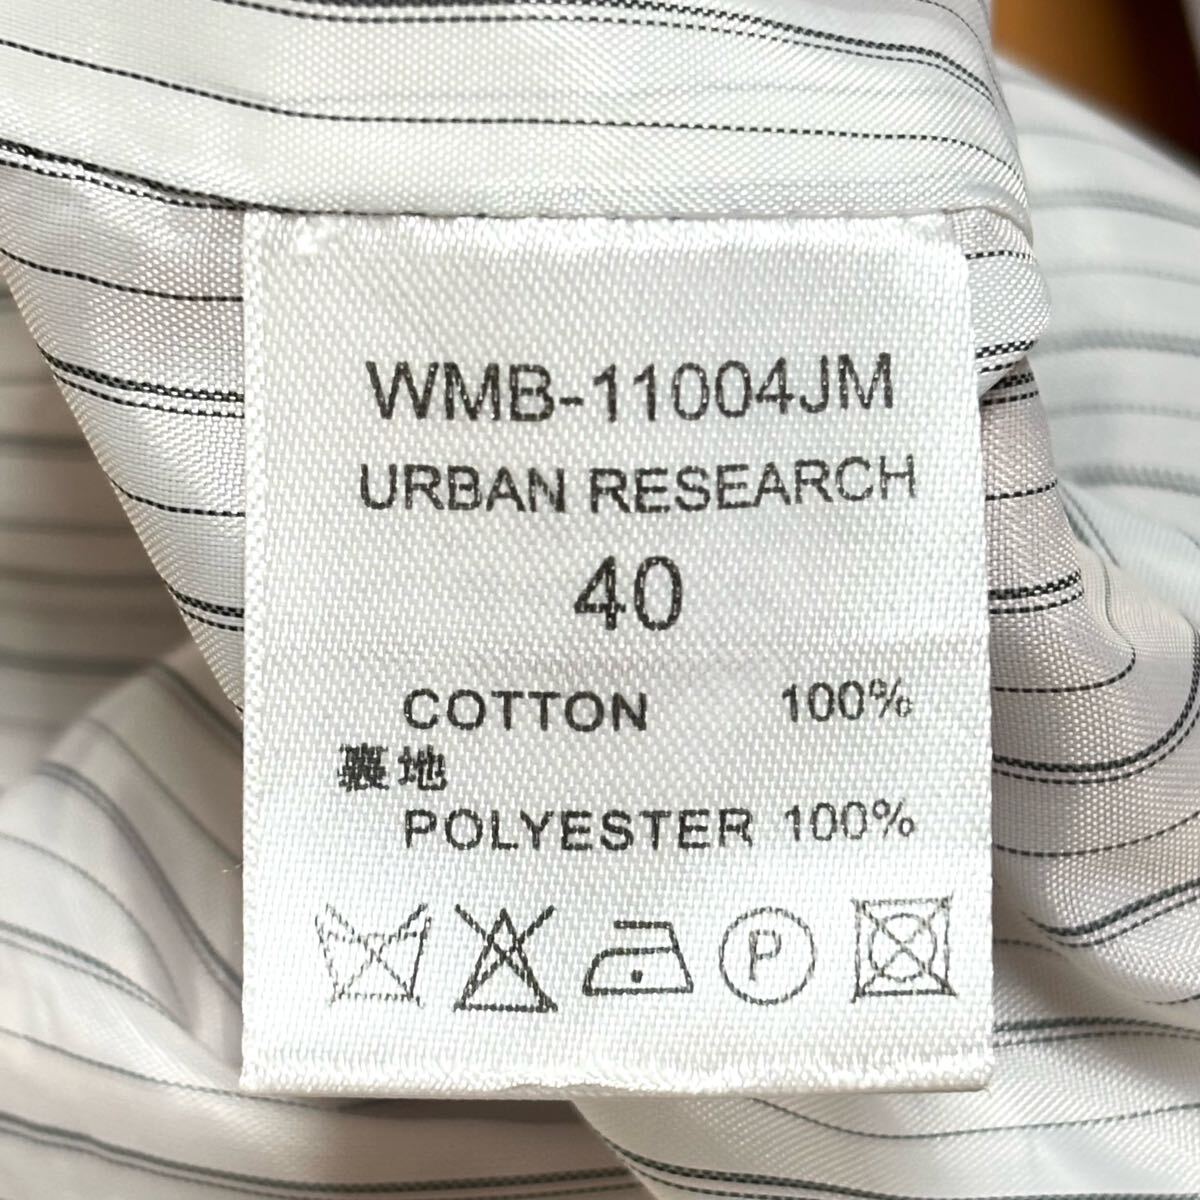 WMB-11004JM
URBAN RESEARCH
40
COTTON 100%
裏地
POLYESTER 100%
P